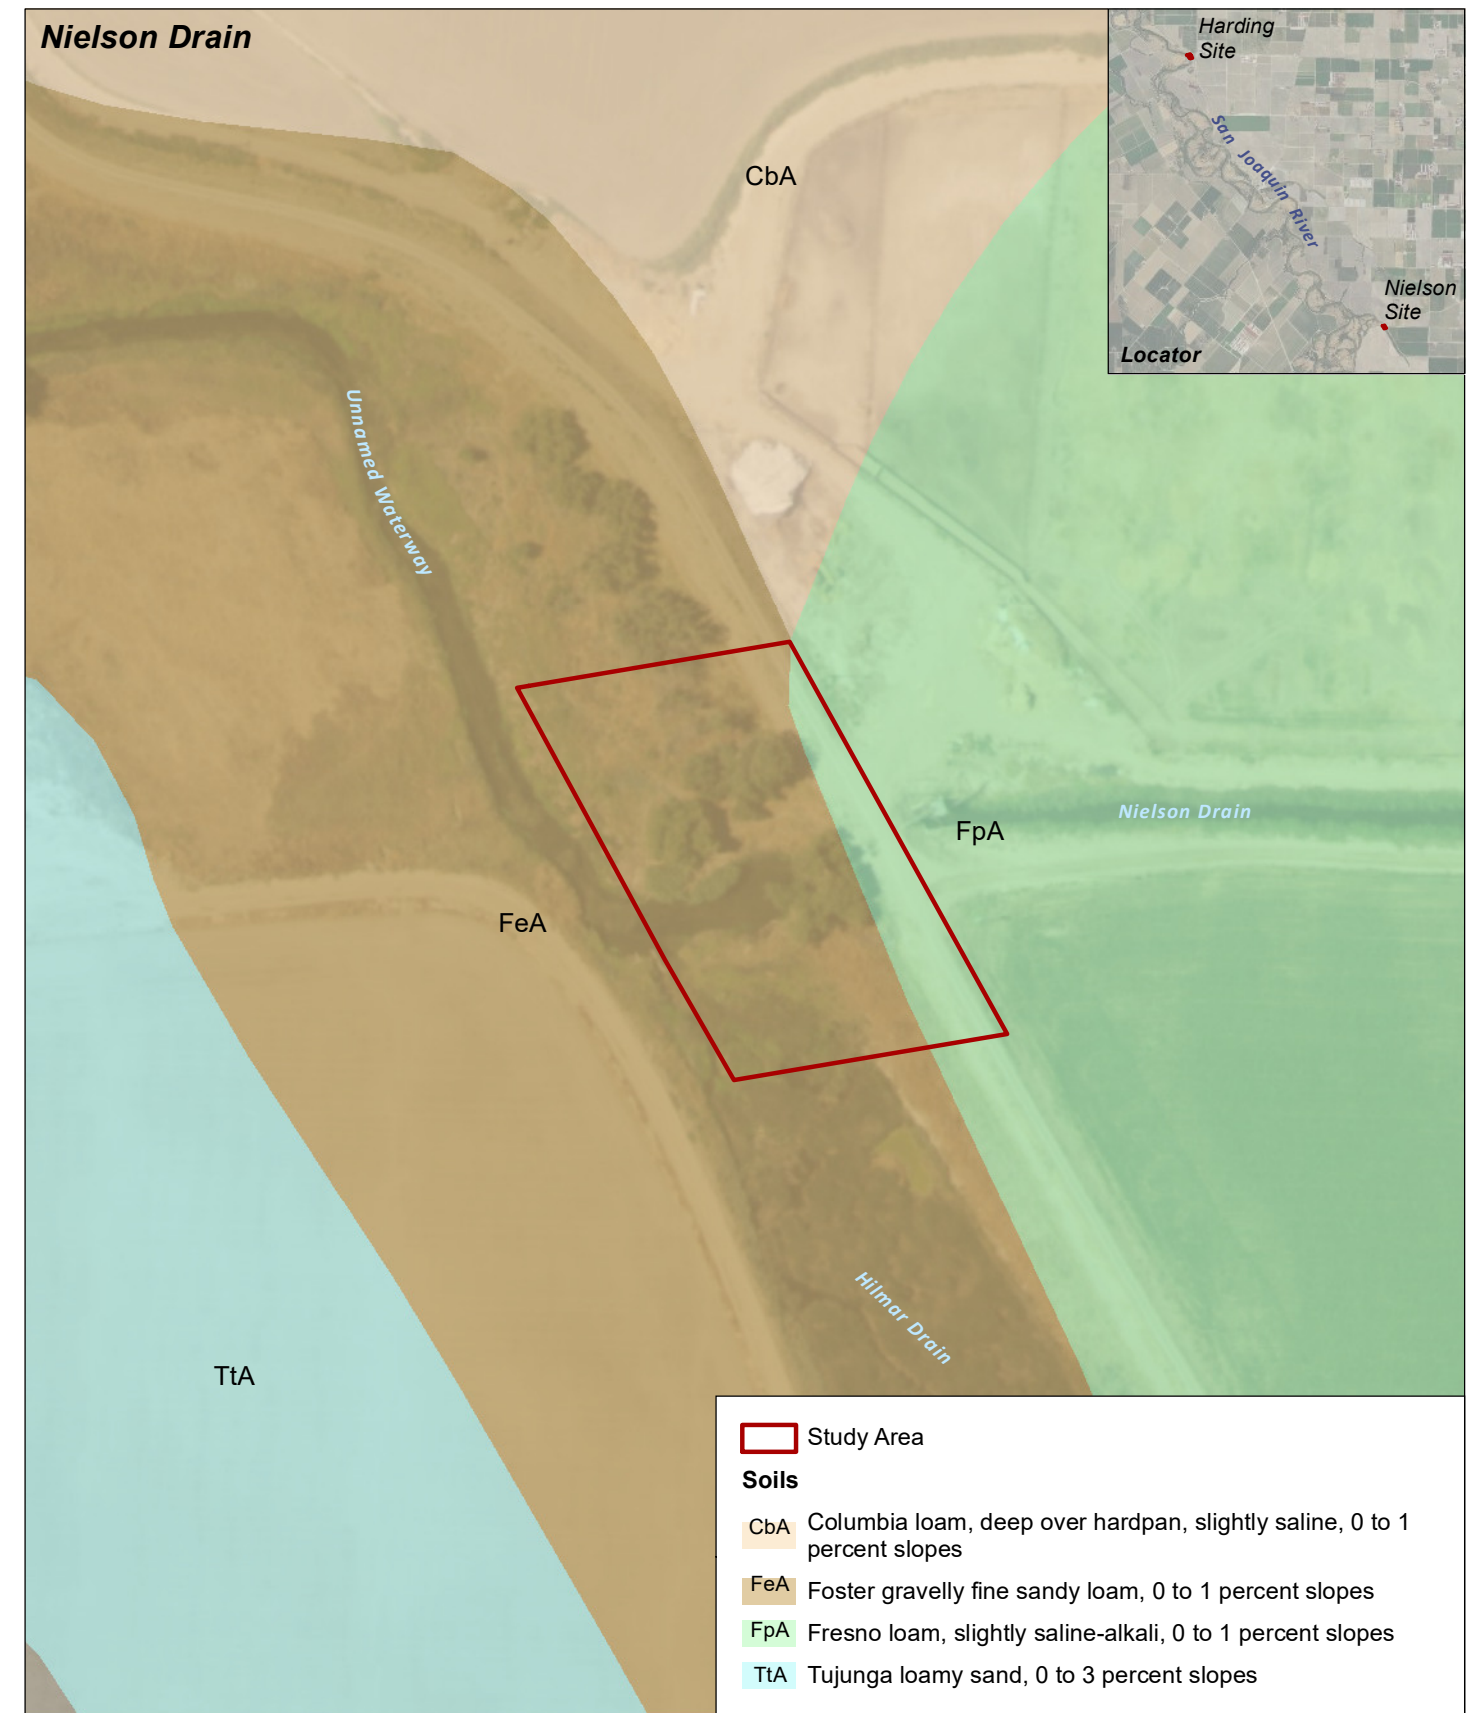 Nielson Drain
Harding
Site
San Joaquin River
Nielson
Site
Locator
CbA
Unnamed Waterway
Nielson Drain
FpA
FeA
Hilmar Drain
TtA
Study Area
Soils
CbA Columbia loam, deep over hardpan, slightly saline, 0 to 1
percent slopes
FeA Foster gravelly fine sandy loam, 0 to 1 percent slopes
FpA Fresno loam, slightly saline-alkali, 0 to 1 percent slopes
TtA Tujunga loamy sand, 0 to 3 percent slopes